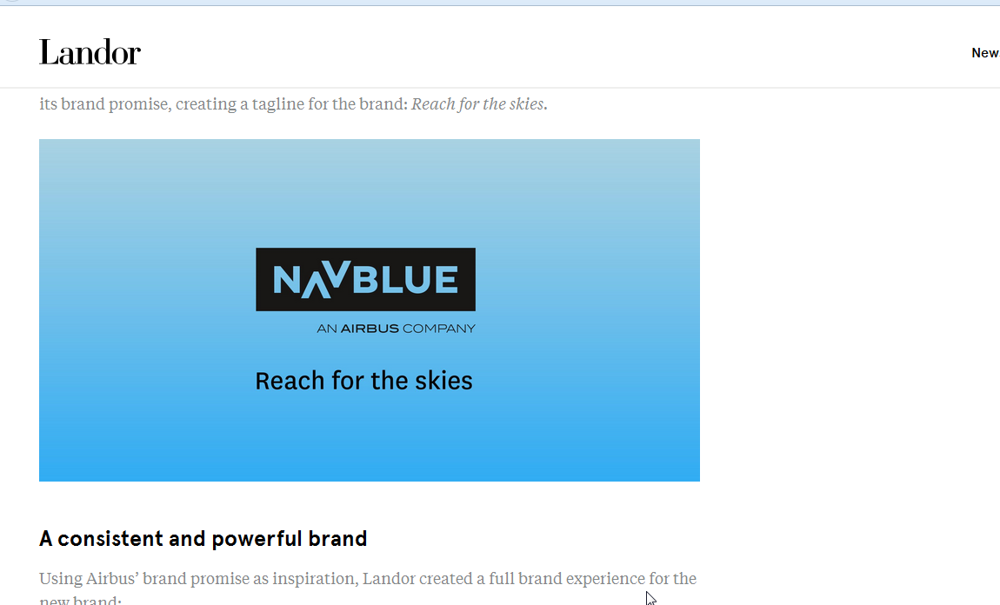 Landor
New
its brand promise, creating a tagline for the brand: Reach for the skies.
NAVBLUE
AN AIRBUS COMPANY
Reach for the skies
A consistent and powerful brand
Using Airbus’ brand promise as inspiration, Landor created a full brand experience for the
new brand: